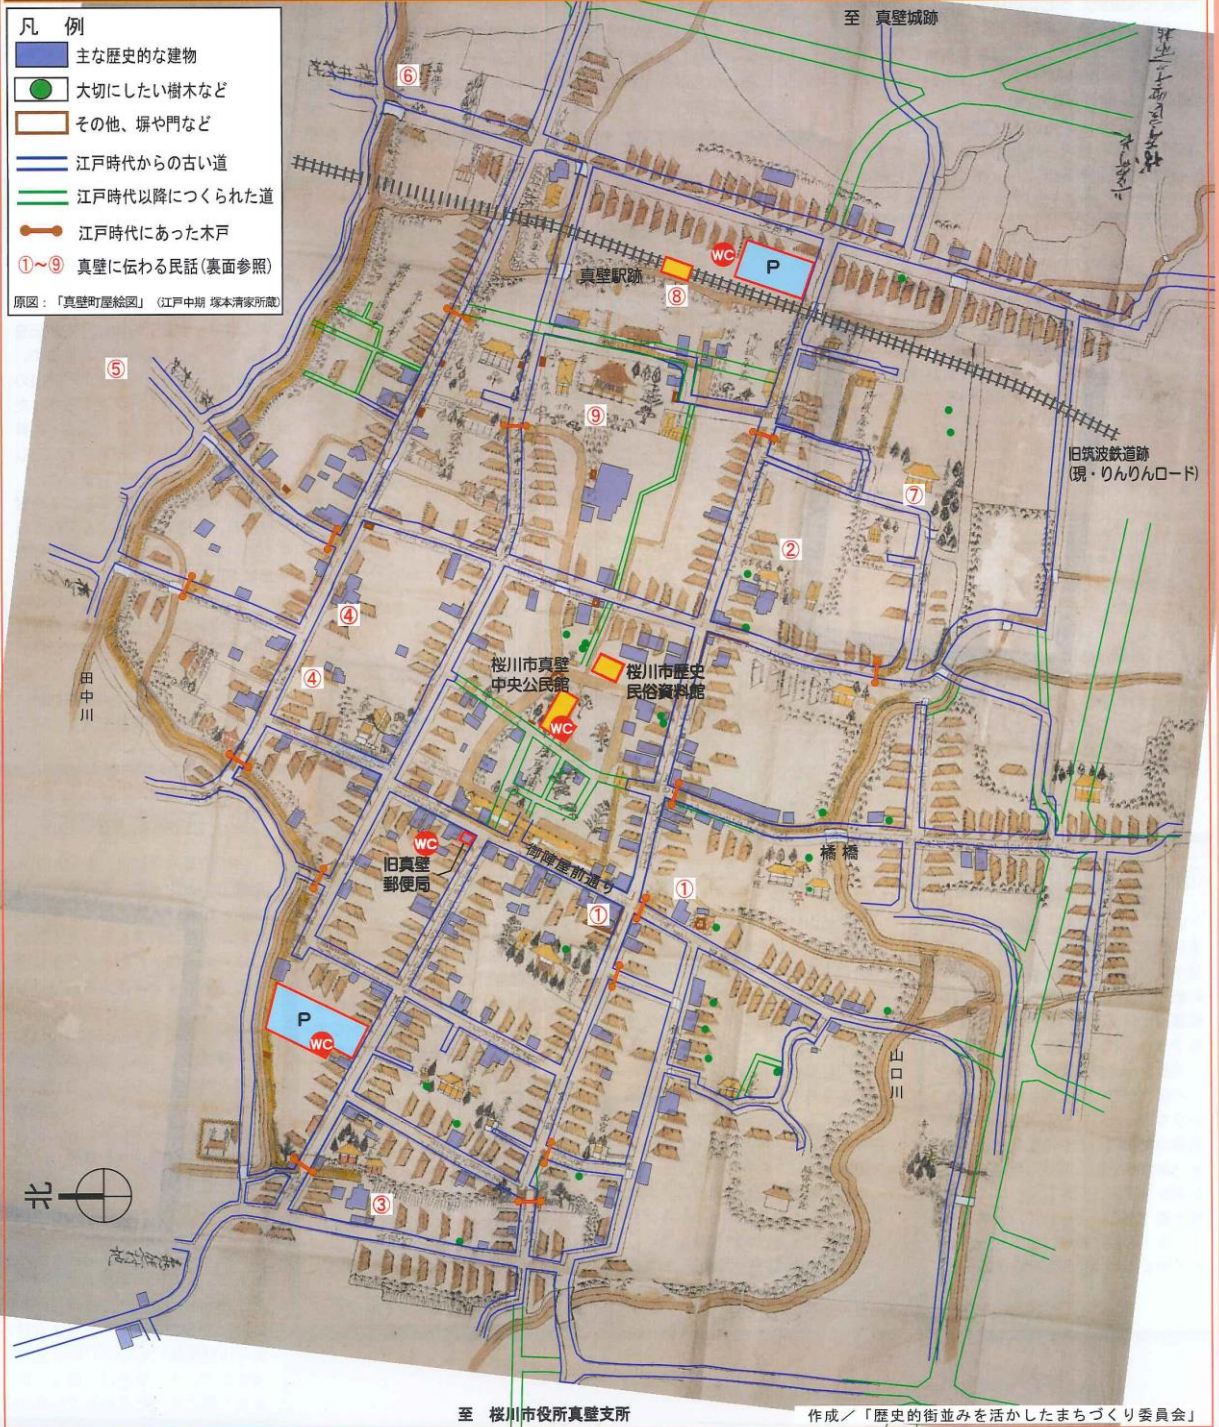 凡 例
主な歴史的な建物
大切にしたい樹木など
その他、塀や門など
江戸時代からの古い道
江戸時代以降につくられた道
江戸時代にあった木戸
①~⑨ 真壁に伝わる民話(裏面参照)
原図：「真壁町屋絵図」(江戸中期 塚本清家所蔵)
至 真壁城跡
⑥
WC
P
真壁駅跡
⑧
⑤
⑨
旧筑波鉄道跡
(現・りんりんロード)
⑦
②
④
桜川市真壁
中央公民館
桜川市歴史
民俗資料館
④
田中川
WC
WC
旧真壁
郵便局
御陣屋前通り
橋橋
①
①
P
WC
山口川
北
③
至 桜川市役所真壁支所
作成／「歴史的街並みを活かしたまちづくり委員会」